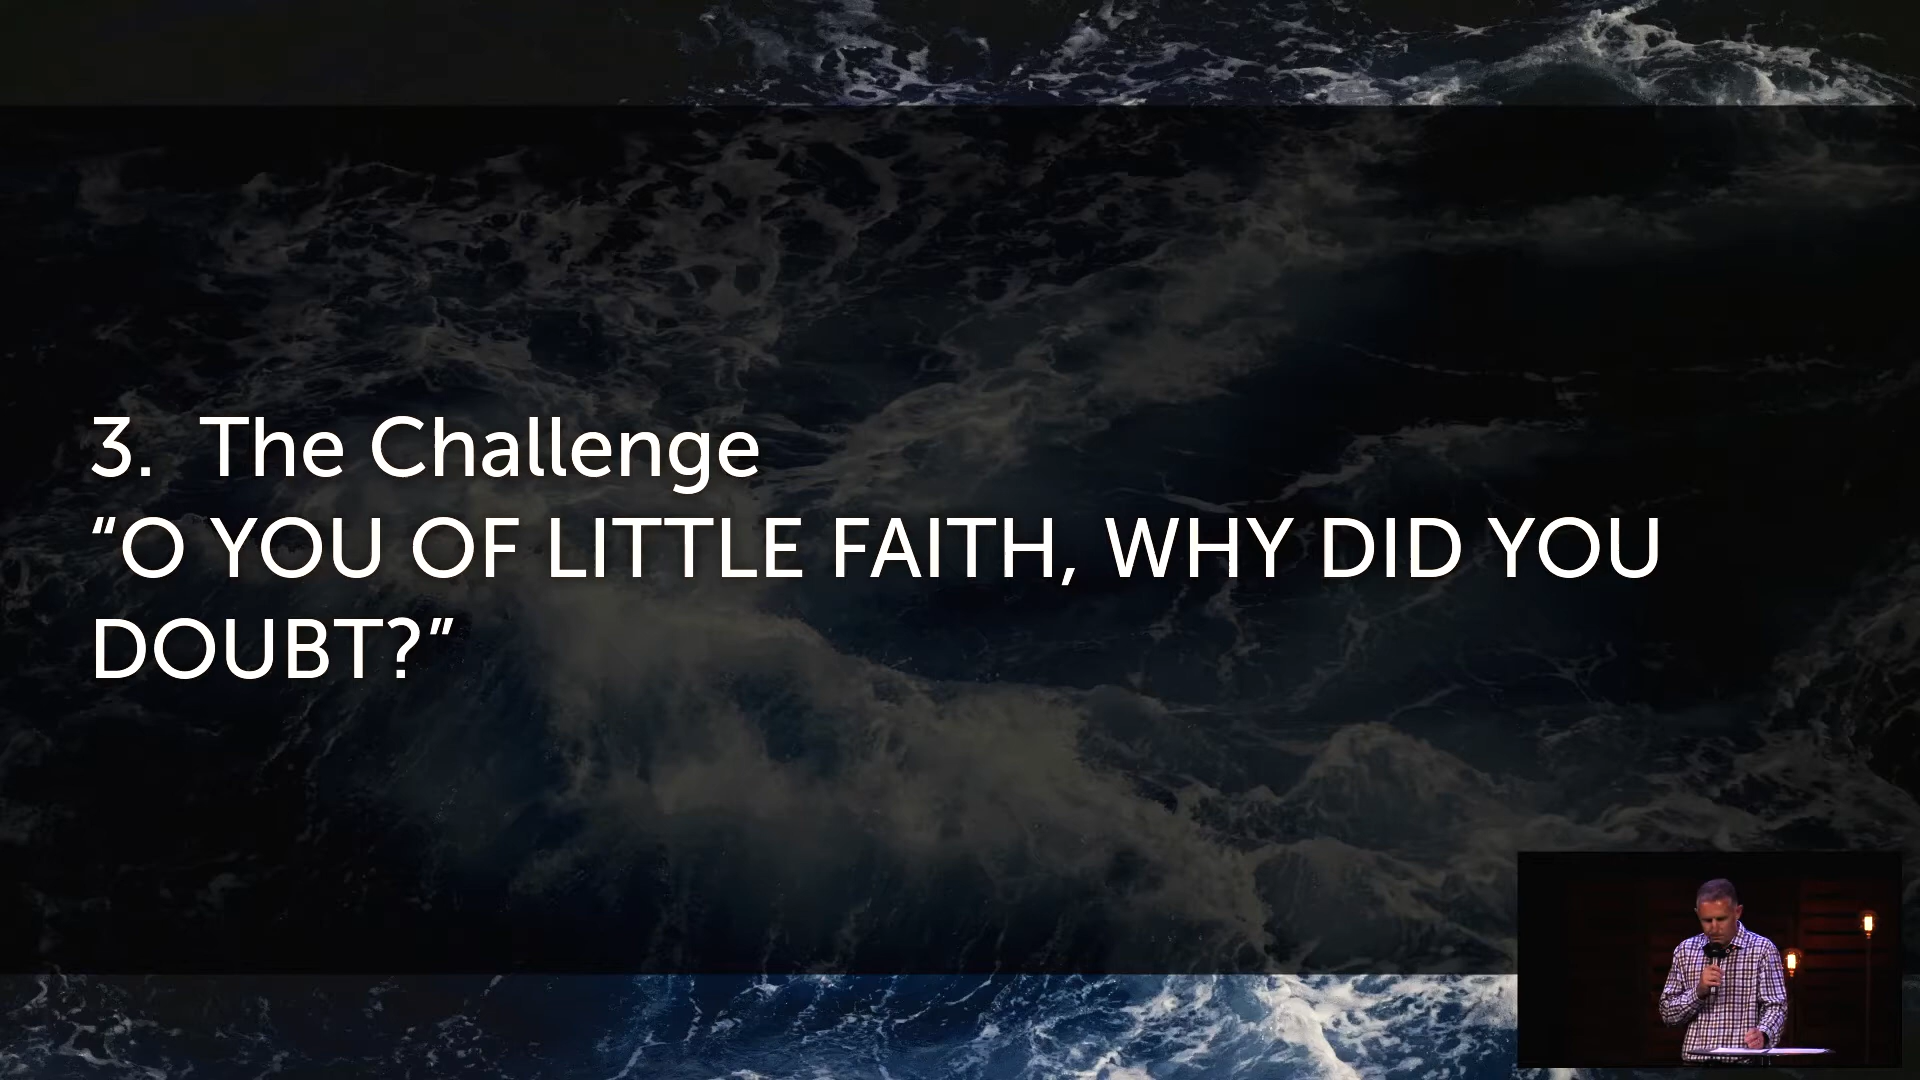 3.  The Challenge
“O YOU OF LITTLE FAITH, WHY DID YOU
DOUBT?”